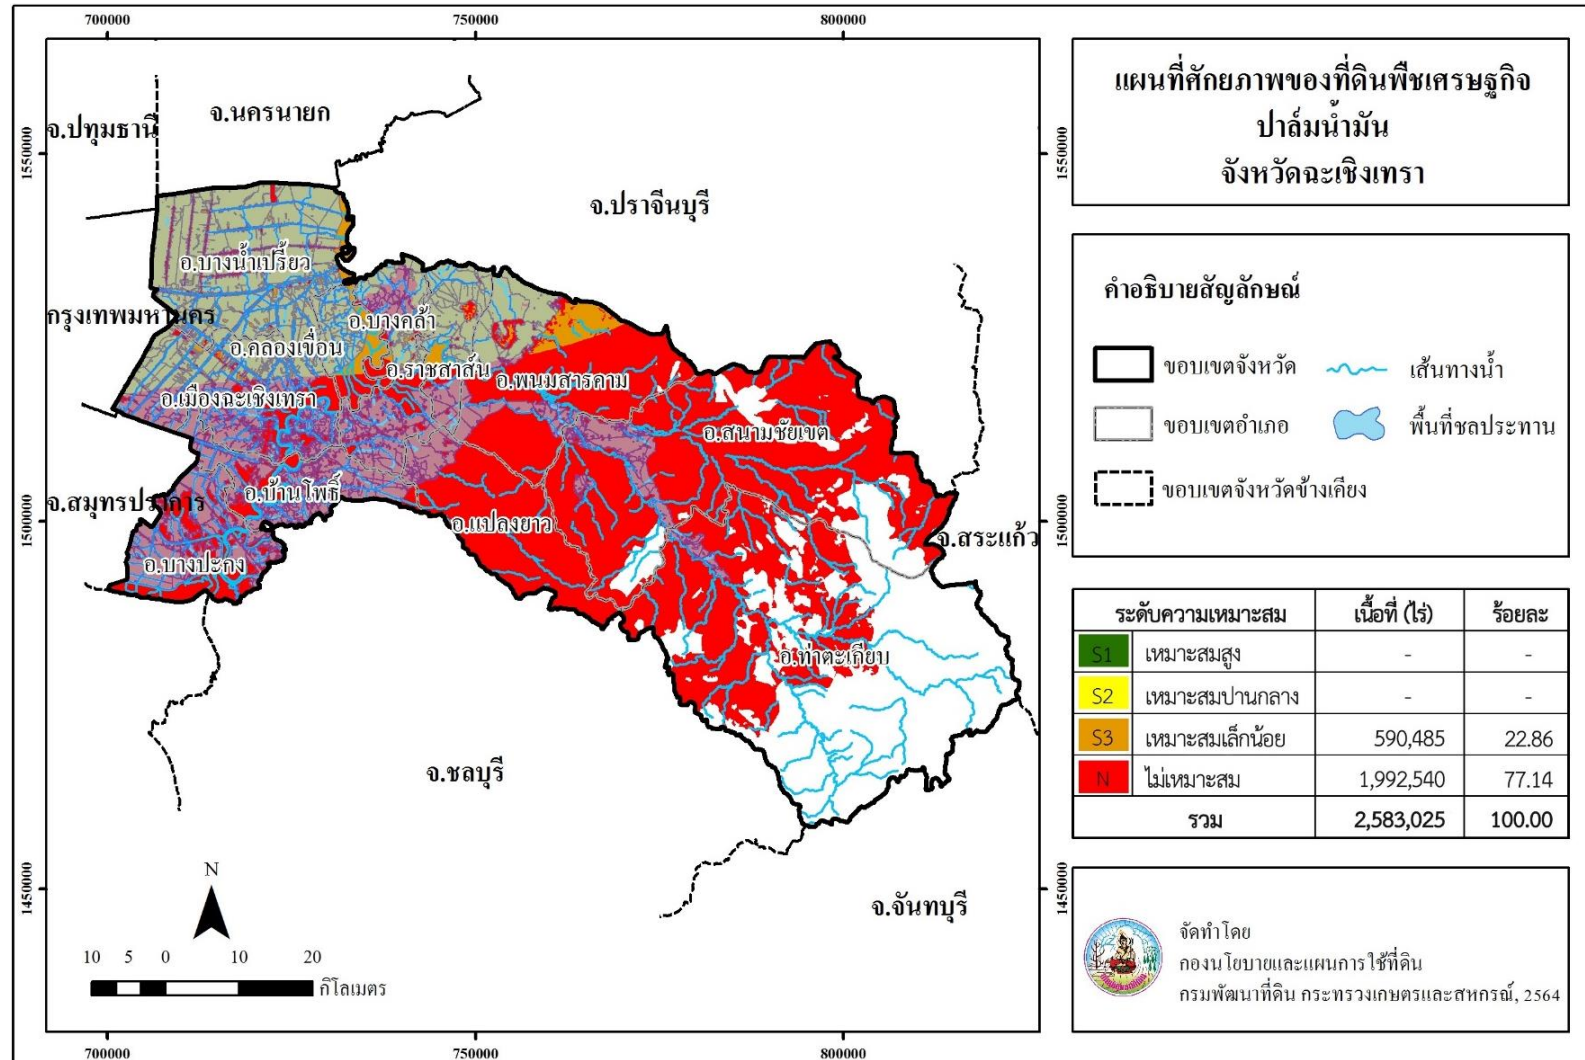 700000
750000
800000
แผนที่ศักยภาพของที่ดินพืชเศรษฐกิจ
ปาล์มน้ำมัน
จังหวัดฉะเชิงเทรา
จ.นครนายก
จ.ปทุมธานี
1550000
1550000
จ.ปราจีนบุรี
อ.บางน้ำเปรี้ยว
กรุงเทพมหานคร
อ.บางคล้า
อ.คลองเขื่อน
อ.ราชสาส์น
อ.พนมสารคาม
อ.เมืองฉะเชิงเทรา
อ.สนามชัยเขต
อ.บ้านโพธิ์
จ.สมุทรปราการ
อ.แปลงยาว
1500000
1500000
จ.สระแก้ว
อ.บางปะกง
อ.ท่าตะเกียบ
จ.ชลบุรี
จ.จันทบุรี
1450000
1450000
คำอธิบายสัญลักษณ์
ขอบเขตจังหวัด
เส้นทางน้ำ
ขอบเขตอำเภอ
พื้นที่ชลประทาน
ขอบเขตจังหวัดข้างเคียง
ระดับความเหมาะสม เนื้อที่ (ไร่) ร้อยละ
S1 เหมาะสมสูง - -
S2 เหมาะสมปานกลาง - -
S3 เหมาะสมเล็กน้อย 590,485 22.86
N ไม่เหมาะสม 1,992,540 77.14
รวม 2,583,025 100.00
N
10 5 0 10 20
กิโลเมตร
จัดทำโดย
กองนโยบายและแผนการใช้ที่ดิน
กรมพัฒนาที่ดิน กระทรวงเกษตรและสหกรณ์, 2564
700000
750000
800000